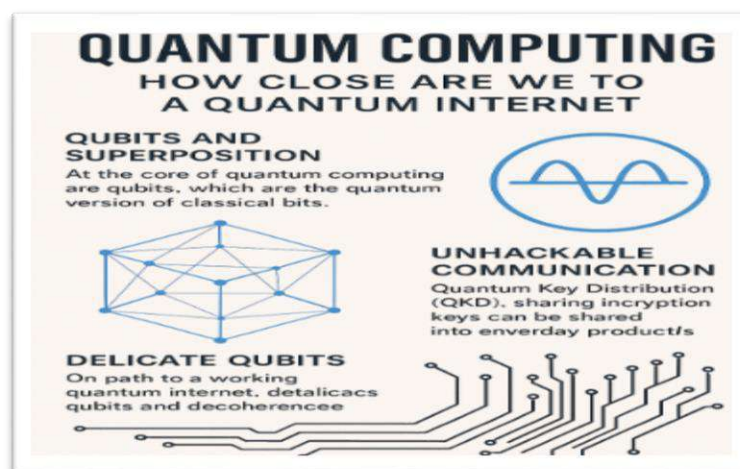 QUANTUM COMPUTING
HOW CLOSE ARE WE TO
A QUANTUM INTERNET
QUBITS AND
SUPERPOSITION
At the core of quantum computing
are qubits, which are the quantum
version of classical bits.
UNHACKABLE
COMMUNICATION
Quantum Key Distribution
(QKD), sharing incryption
keys can be shared
into enverday product/s
DELICATE QUBITS
On path to a working
quantum internet, detalicacs
qubits and decoherencee